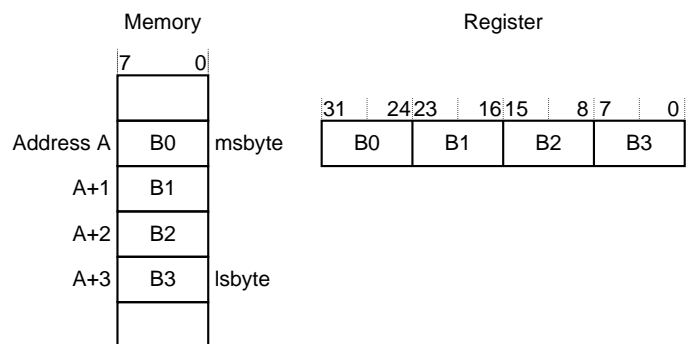 Memory Register
7 0
31 24 23 16 15 8 7 0
Address A B0 msbyte B0 B1 B2 B3
A+1 B1
A+2 B2
A+3 B3 lsbyte